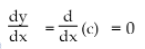 dy/dx = d/dx (c) = 0